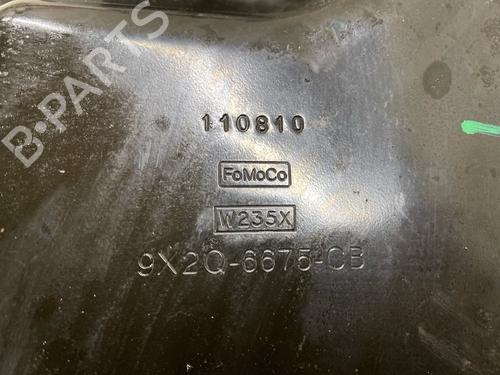 B-PARTS
110810
FoMoCo
W235X
9X2Q-6675-CB